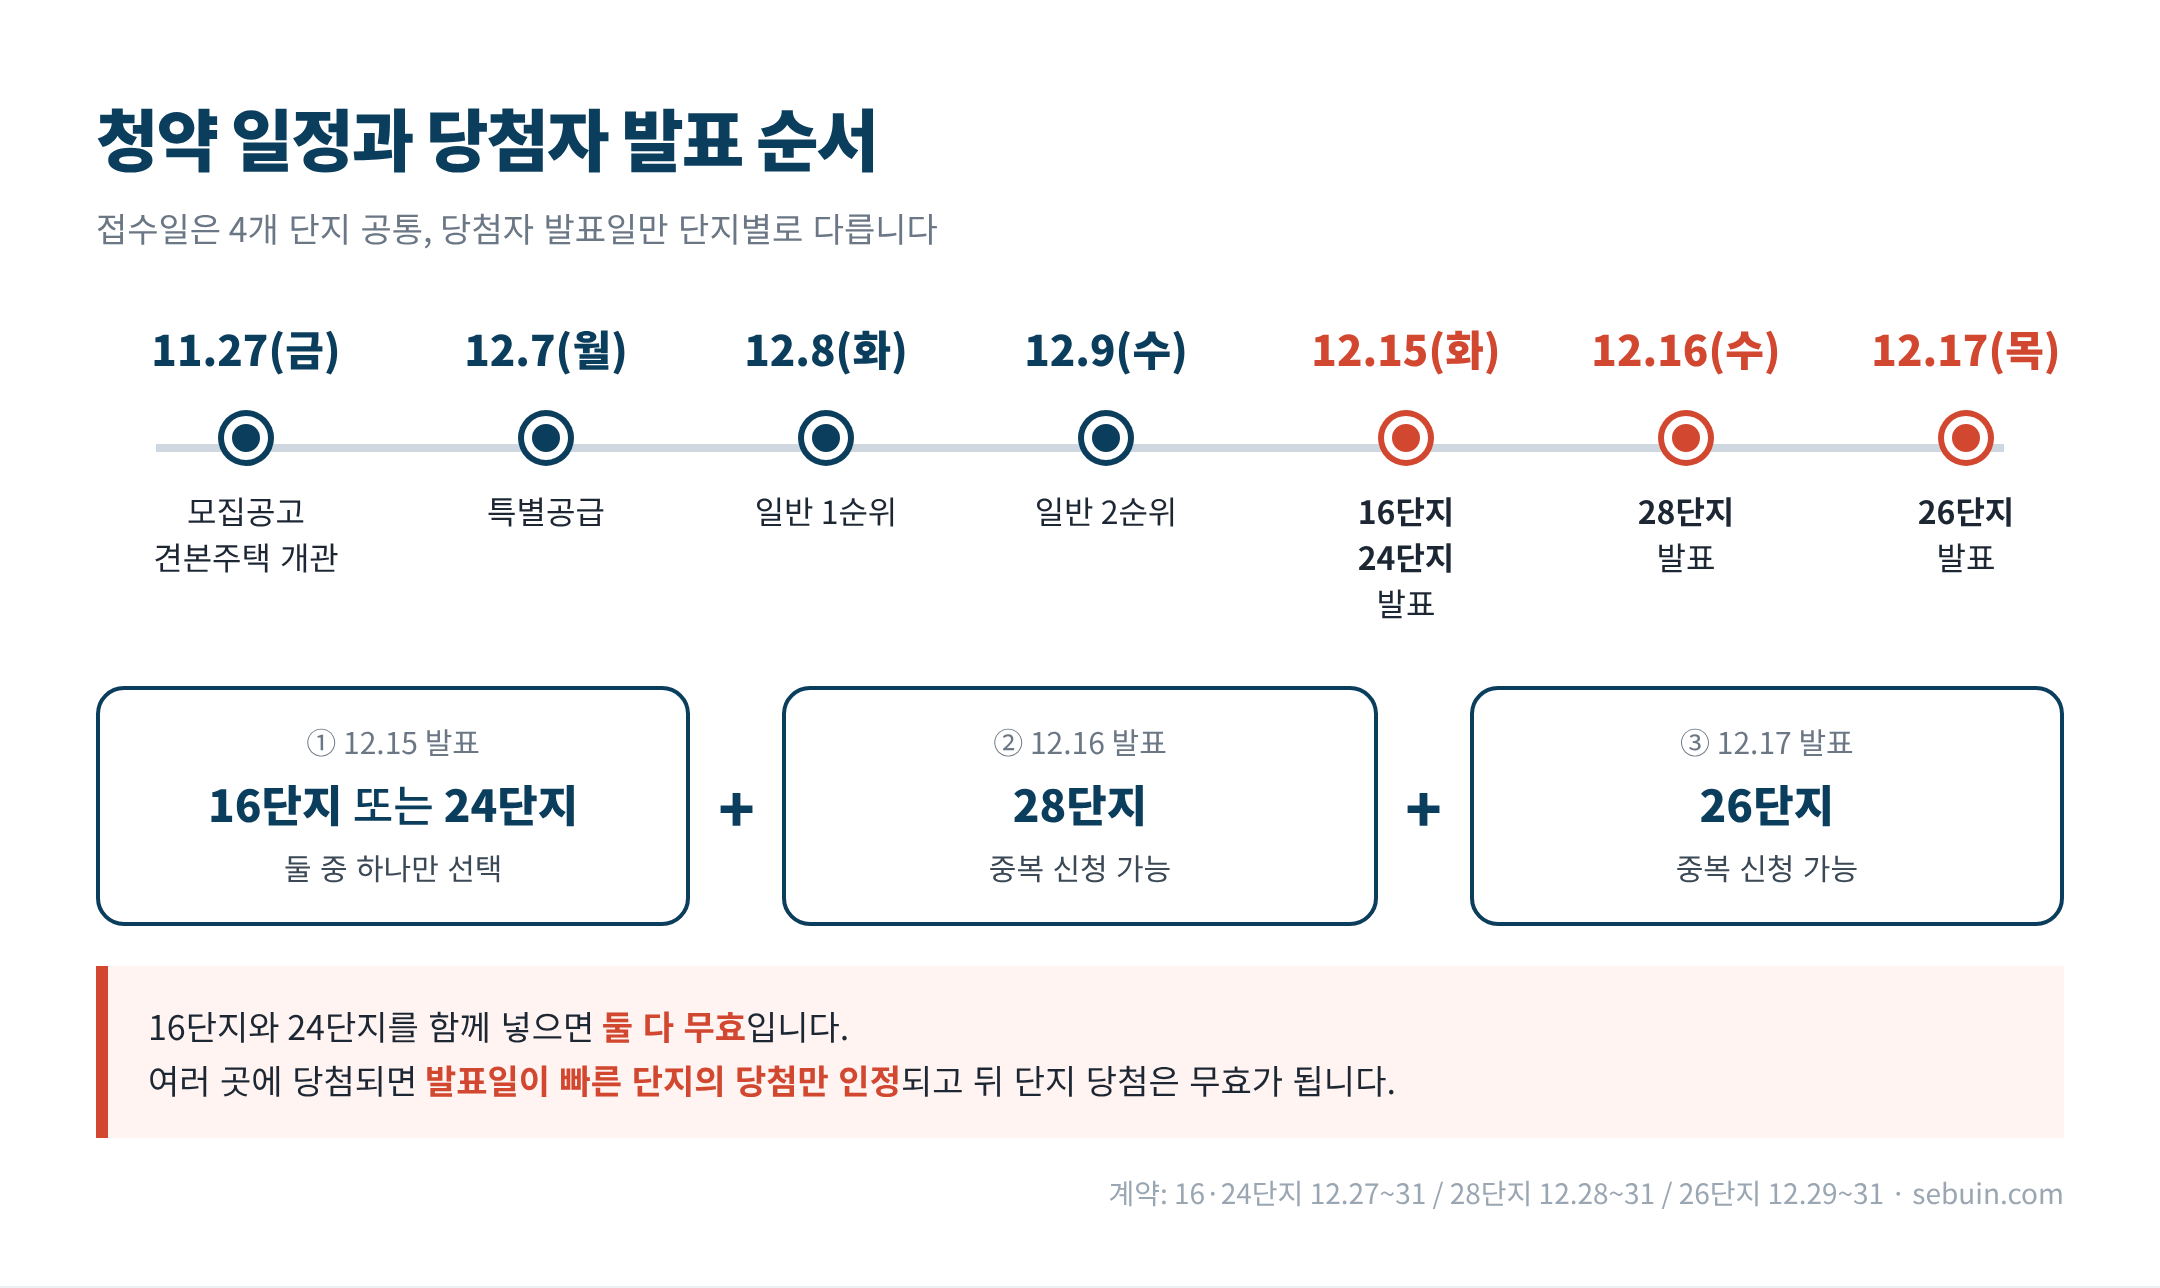 청약 일정과 당첨자 발표 순서
접수일은 4개 단지 공통, 당첨자 발표일만 단지별로 다릅니다
11.27(금)
모집공고
견본주택 개관
12.7(월)
특별공급
12.8(화)
일반 1순위
12.9(수)
일반 2순위
12.15(화)
16단지
24단지
발표
12.16(수)
28단지
발표
12.17(목)
26단지
발표
① 12.15 발표
16단지 또는 24단지
둘 중 하나만 선택
+
② 12.16 발표
28단지
중복 신청 가능
+
③ 12.17 발표
26단지
중복 신청 가능
16단지와 24단지를 함께 넣으면 둘 다 무효입니다.
여러 곳에 당첨되면 발표일이 빠른 단지의 당첨만 인정되고 뒤 단지 당첨은 무효가 됩니다.
계약: 16·24단지 12.27~31 / 28단지 12.28~31 / 26단지 12.29~31 · sebuin.com